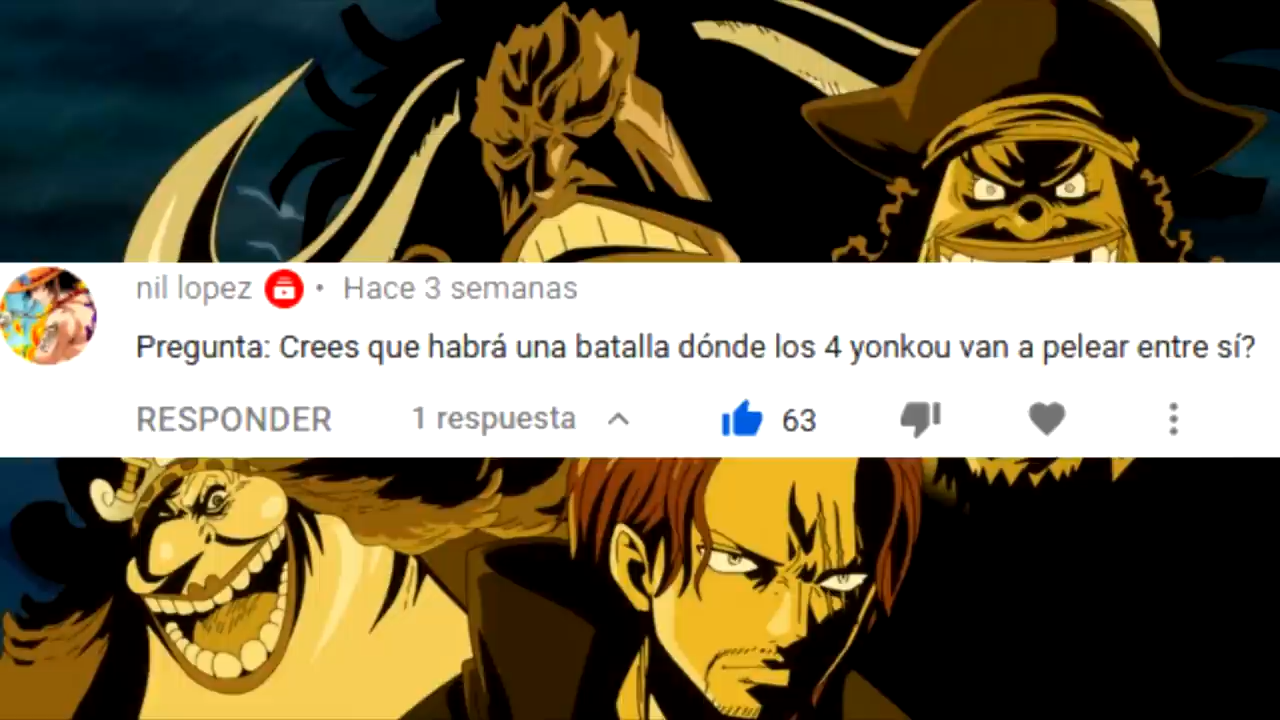 nil lopez • Hace 3 semanas
Pregunta: Crees que habrá una batalla dónde los 4 yonkou van a pelear entre sí?
RESPONDER 1 respuesta 63